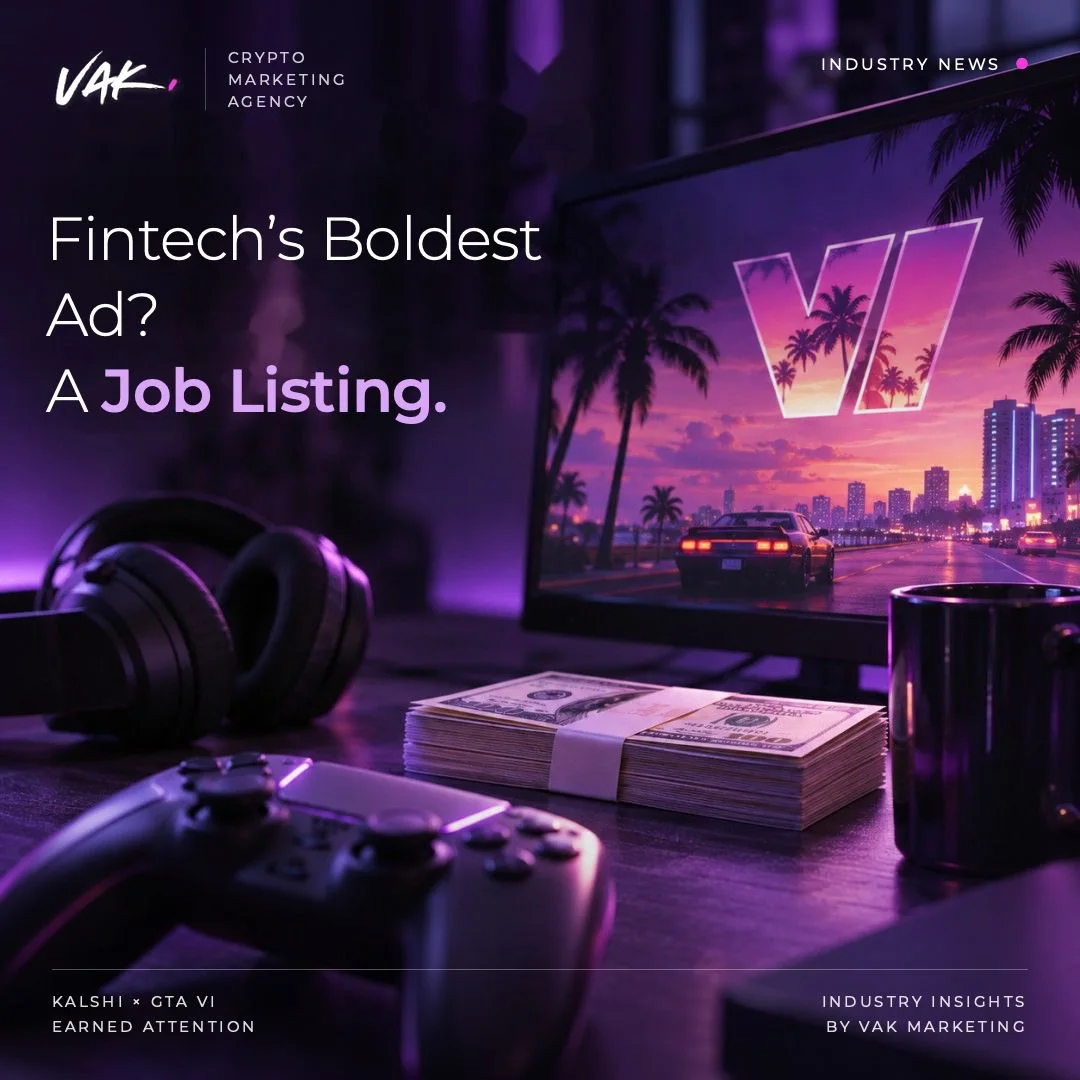 VAK
CRYPTO
MARKETING
AGENCY
INDUSTRY NEWS
Fintech’s Boldest
Ad?
A Job Listing.
VI
KALSHI × GTA VI
EARNED ATTENTION
INDUSTRY INSIGHTS
BY VAK MARKETING